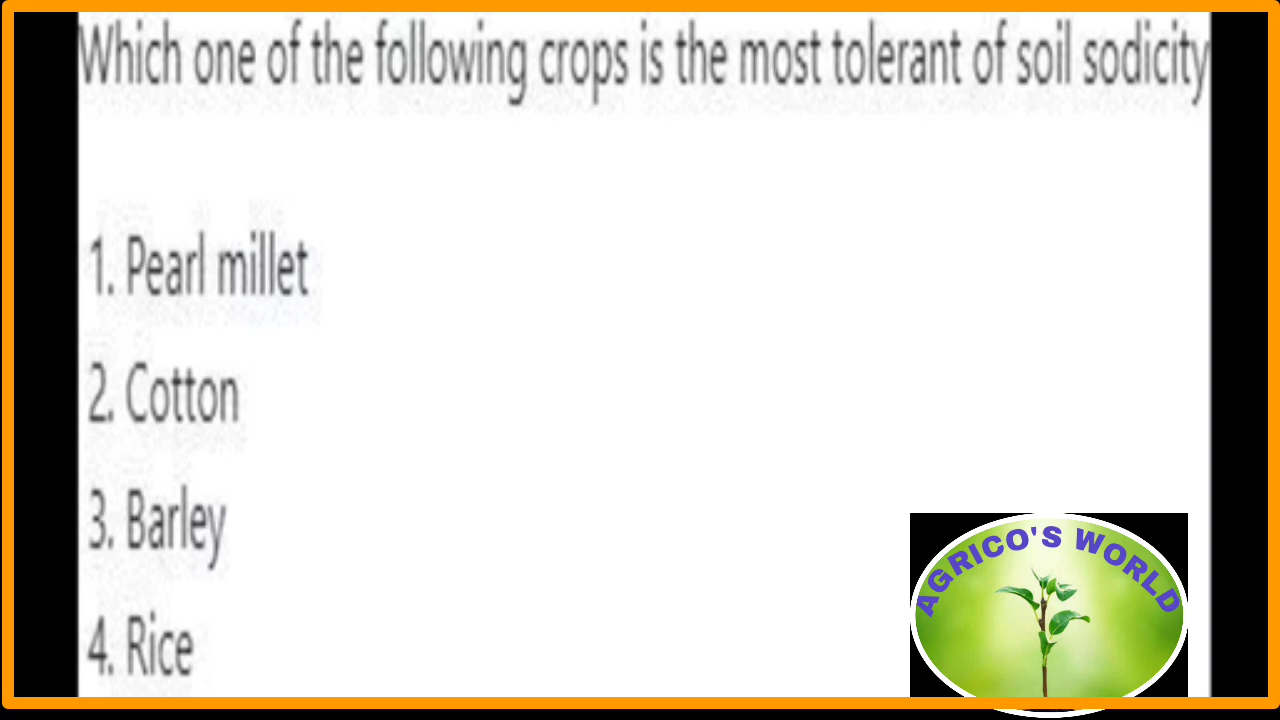 Which one of the following crops is the most tolerant of soil sodicity
1. Pearl millet
2. Cotton
3. Barley
4. Rice
AGRICO'S WORLD